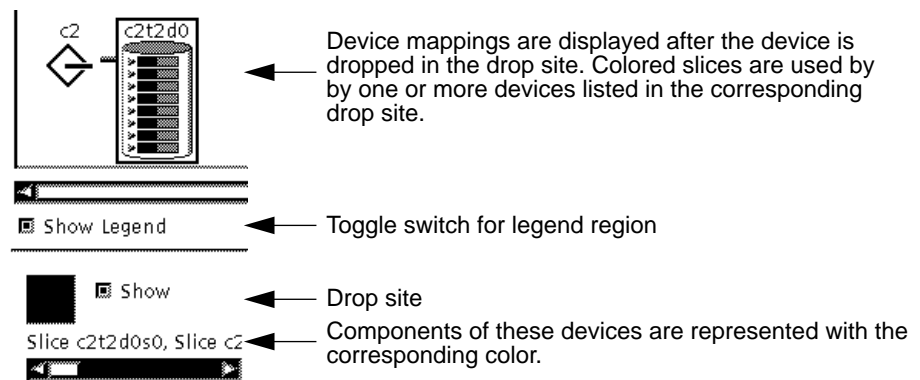 c2
c2t2d0
Device mappings are displayed after the device is
dropped in the drop site. Colored slices are used by
by one or more devices listed in the corresponding
drop site.
Show Legend
Toggle switch for legend region
Show
Drop site
Slice c2t2d0s0, Slice c2
Components of these devices are represented with the
corresponding color.